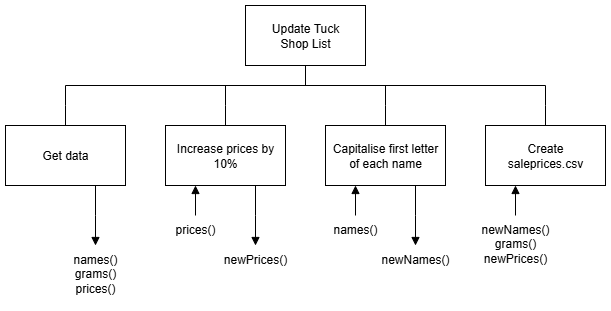 Update Tuck
Shop List
Get data
Increase prices by
10%
Capitalise first letter
of each name
Create
saleprices.csv
names()
grams()
prices()
prices()
newPrices()
names()
newNames()
newNames()
grams()
newPrices()